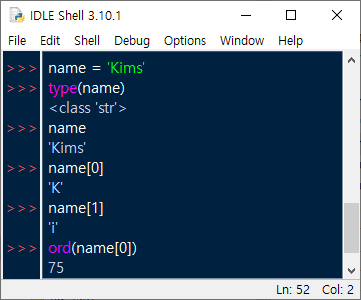 IDLE Shell 3.10.1
File Edit Shell Debug Options Window Help
>>> name = 'Kims'
>>> type(name)
<class 'str'>
>>> name
'Kims'
>>> name[0]
'K'
>>> name[1]
'i'
>>> ord(name[0])
75
Ln: 52 Col: 2